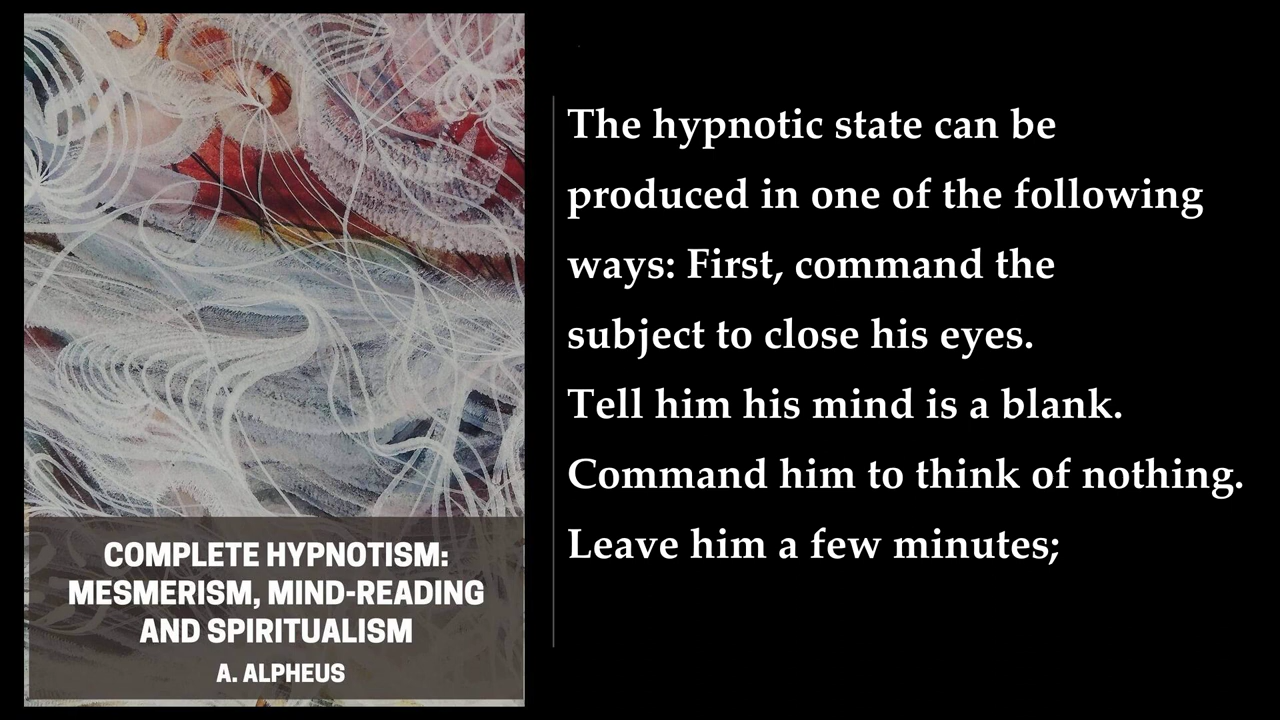 The hypnotic state can be
produced in one of the following
ways: First, command the
subject to close his eyes.
Tell him his mind is a blank.
Command him to think of nothing.
Leave him a few minutes;
COMPLETE HYPNOTISM:
MESMERISM, MIND-READING
AND SPIRITUALISM
A. ALPHEUS